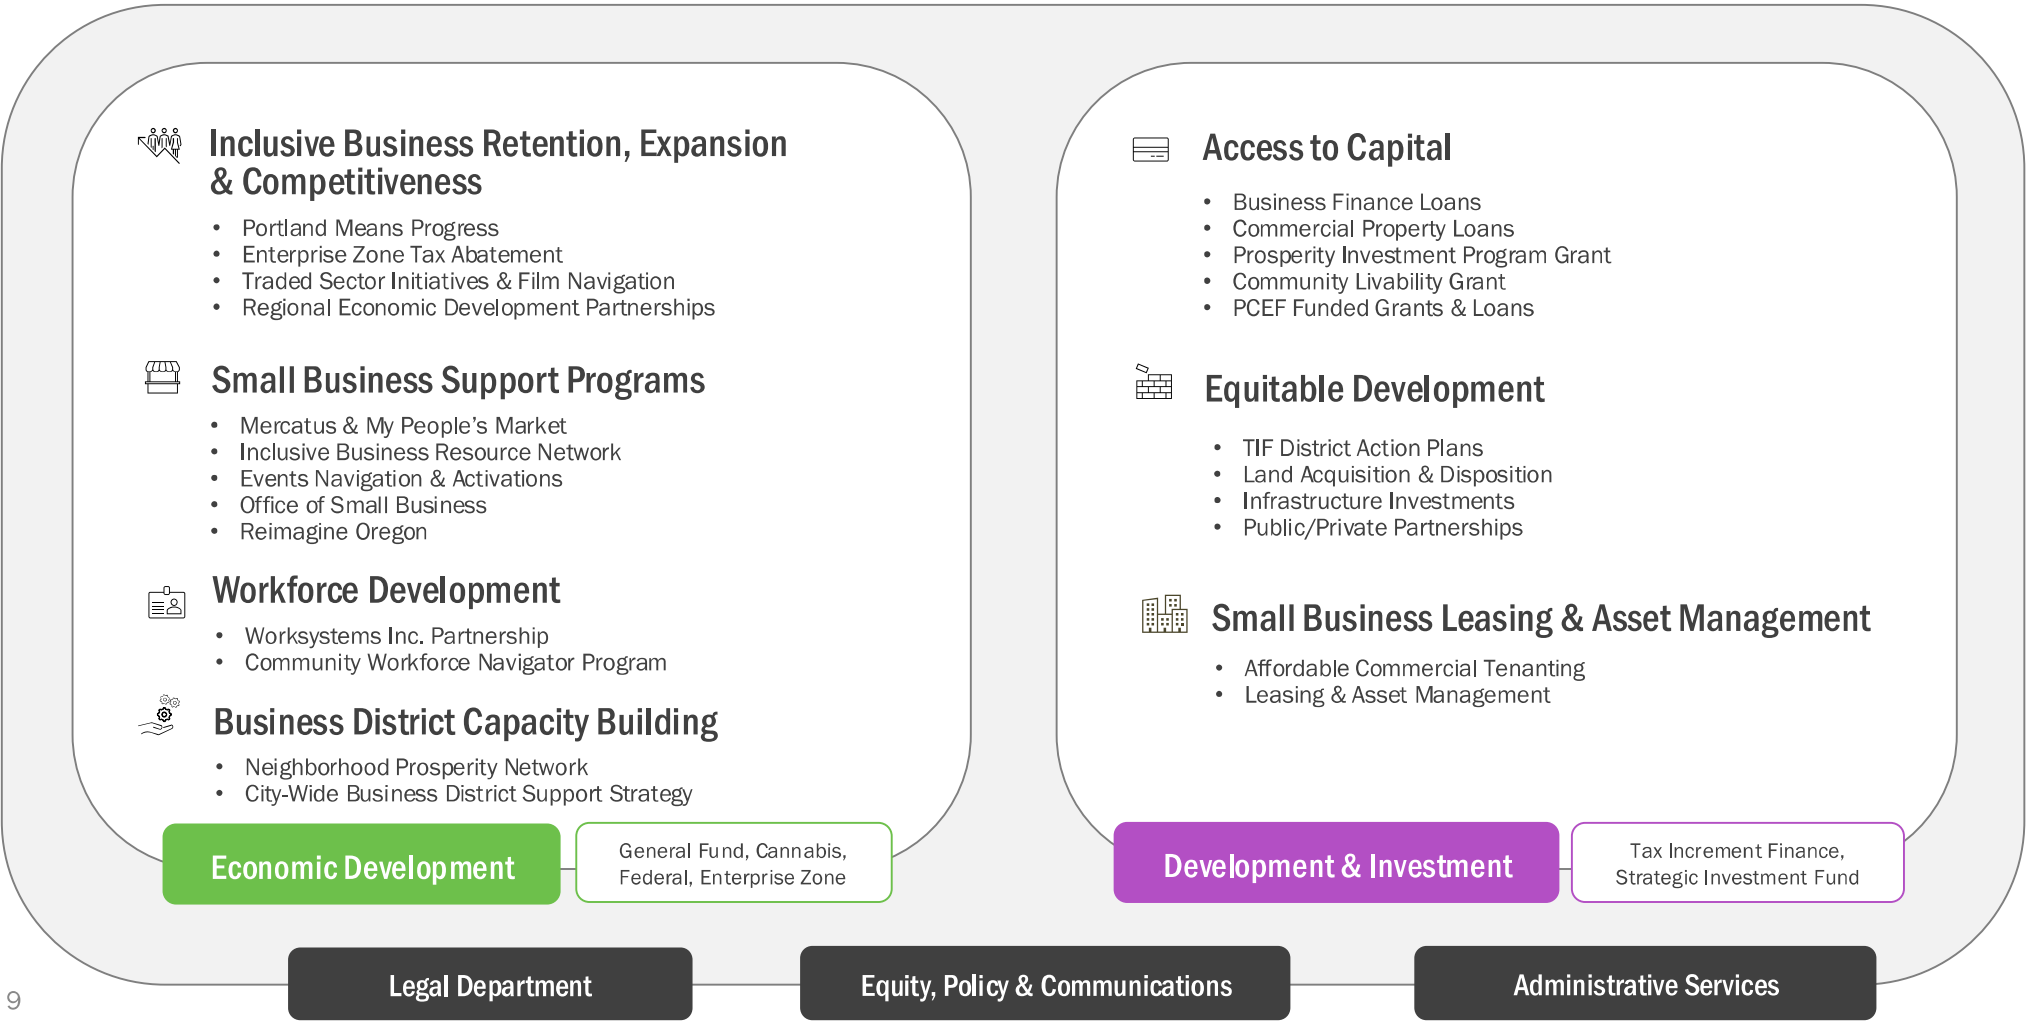 Inclusive Business Retention, Expansion
& Competitiveness
• Portland Means Progress
• Enterprise Zone Tax Abatement
• Traded Sector Initiatives & Film Navigation
• Regional Economic Development Partnerships
Small Business Support Programs
• Mercatus & My People’s Market
• Inclusive Business Resource Network
• Events Navigation & Activations
• Office of Small Business
• Reimagine Oregon
Workforce Development
• Worksystems Inc. Partnership
• Community Workforce Navigator Program
Business District Capacity Building
• Neighborhood Prosperity Network
• City-Wide Business District Support Strategy
Economic Development
General Fund, Cannabis,
Federal, Enterprise Zone
Access to Capital
• Business Finance Loans
• Commercial Property Loans
• Prosperity Investment Program Grant
• Community Livability Grant
• PCEF Funded Grants & Loans
Equitable Development
• TIF District Action Plans
• Land Acquisition & Disposition
• Infrastructure Investments
• Public/Private Partnerships
Small Business Leasing & Asset Management
• Affordable Commercial Tenanting
• Leasing & Asset Management
Development & Investment
Tax Increment Finance,
Strategic Investment Fund
Legal Department
Equity, Policy & Communications
Administrative Services
9